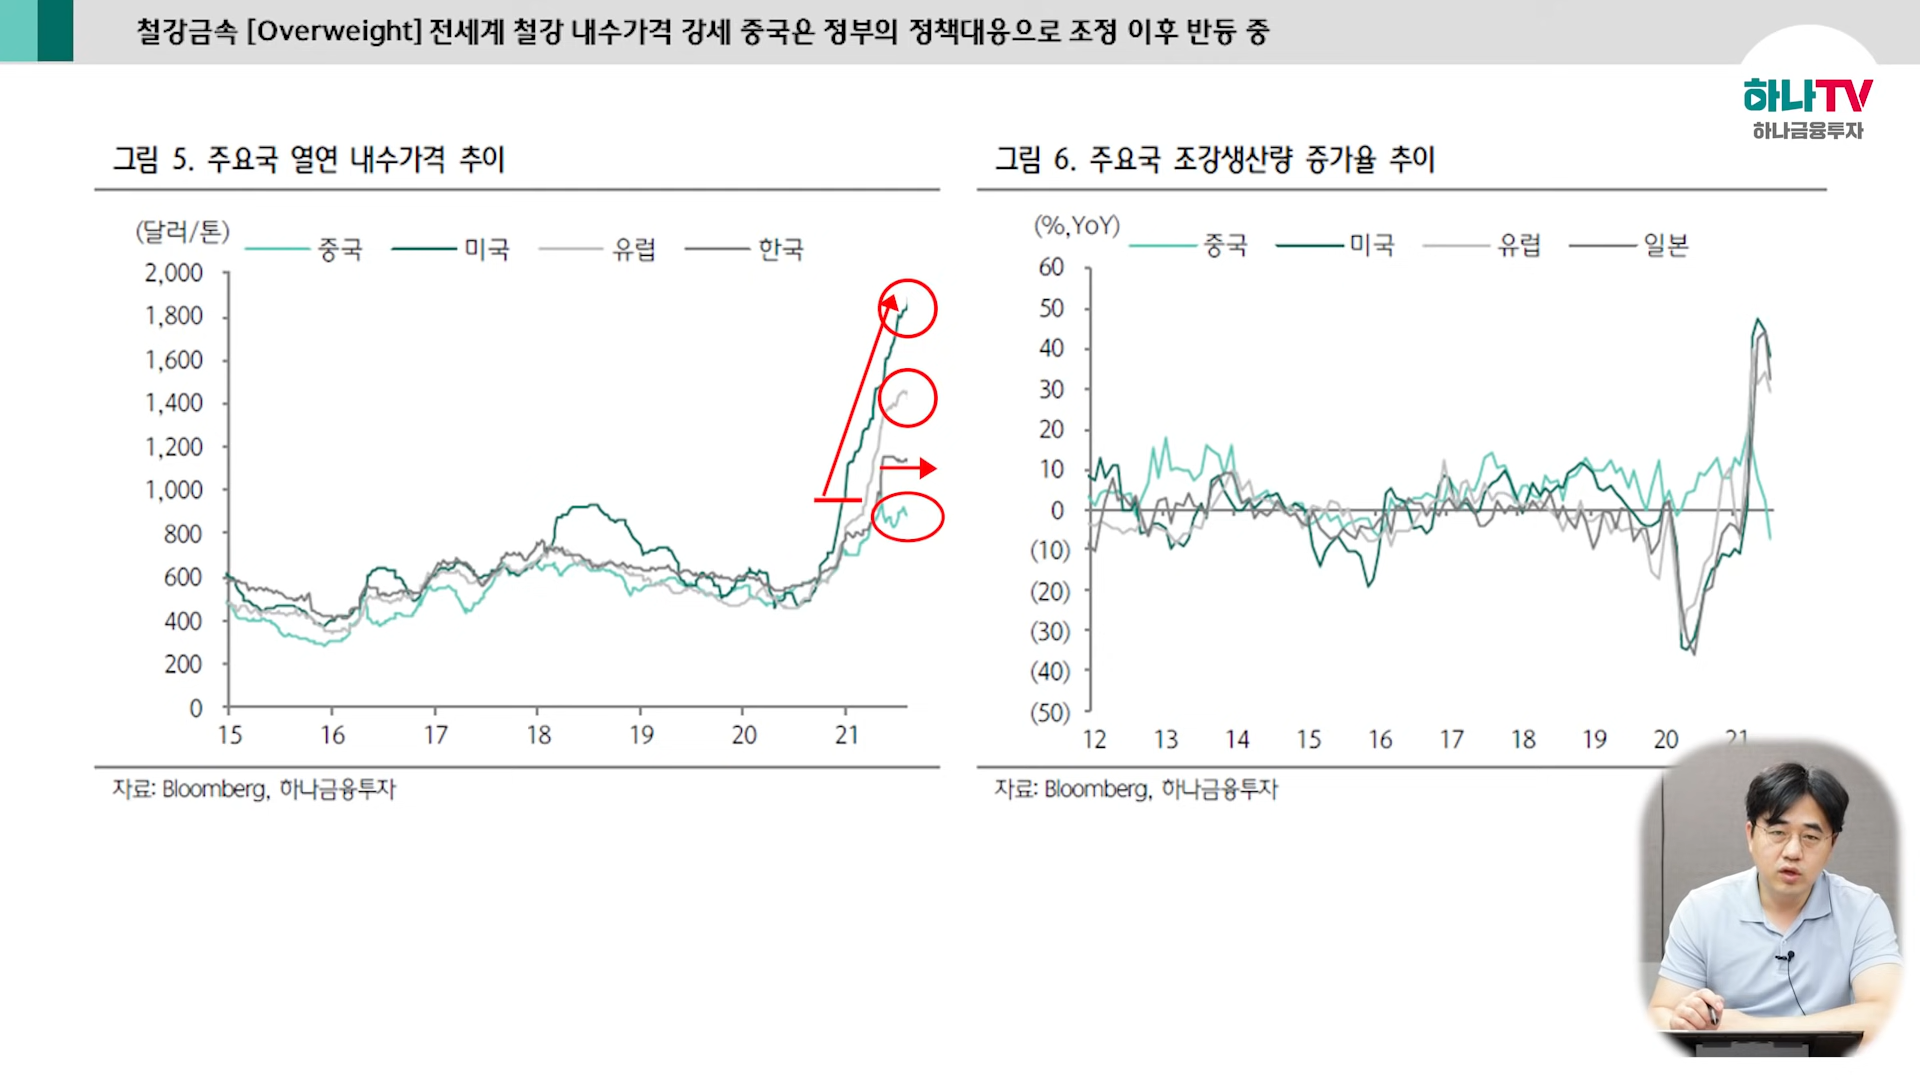 철강금속 [Overweight] 전세계 철강 내수가격 강세 중국은 정부의 정책대응으로 조정 이후 반등 중
하나TV
하나금융투자
그림 5. 주요국 열연 내수가격 추이
(달러/톤)
중국 미국 유럽 한국
2,000
1,800
1,600
1,400
1,200
1,000
800
600
400
200
0
15 16 17 18 19 20 21
자료: Bloomberg, 하나금융투자
그림 6. 주요국 조강생산량 증가율 추이
(%,YoY)
중국 미국 유럽 일본
60
50
40
30
20
10
0
(10)
(20)
(30)
(40)
(50)
12 13 14 15 16 17 18 19 20 21
자료: Bloomberg, 하나금융투자